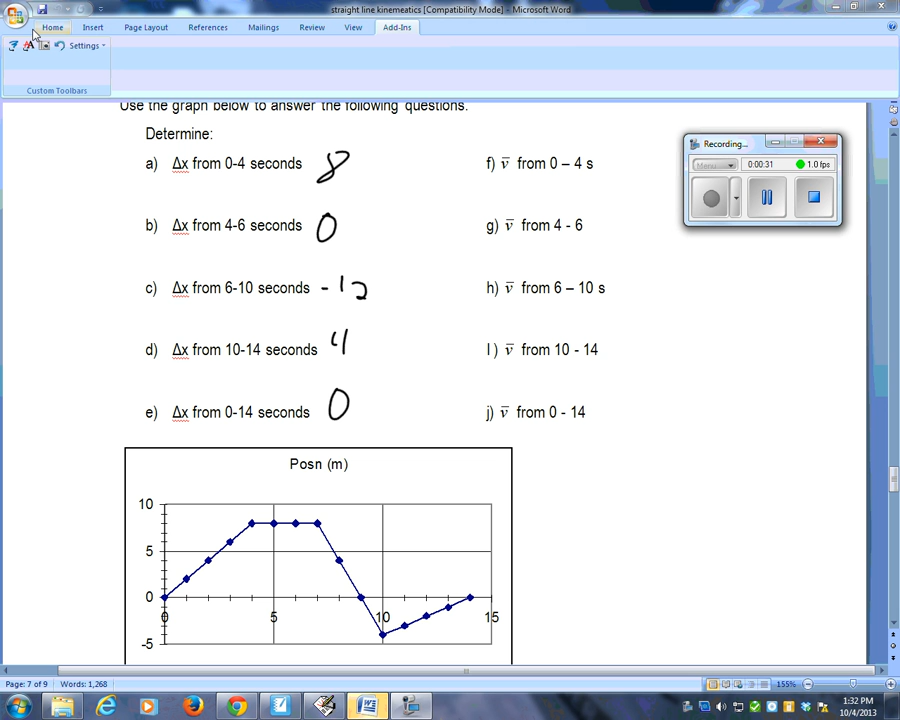 straight line kinemeatics [Compatibility Mode] - Microsoft Word
Home Insert Page Layout References Mailings Review View Add-Ins
Settings
Custom Toolbars
Use the graph below to answer the following questions.
Determine:
a) Δx from 0-4 seconds 8
f) v̅ from 0 – 4 s
b) Δx from 4-6 seconds 0
g) v̅ from 4 - 6
c) Δx from 6-10 seconds -12
h) v̅ from 6 – 10 s
d) Δx from 10-14 seconds 4
I ) v̅ from 10 - 14
e) Δx from 0-14 seconds 0
j) v̅ from 0 - 14
Recording...
Menu 0:00:31 1.0 fps
Posn (m)
10
5
0
0 5 10 15
-5
Page: 7 of 9 Words: 1,268 155%
1:32 PM
10/4/2013